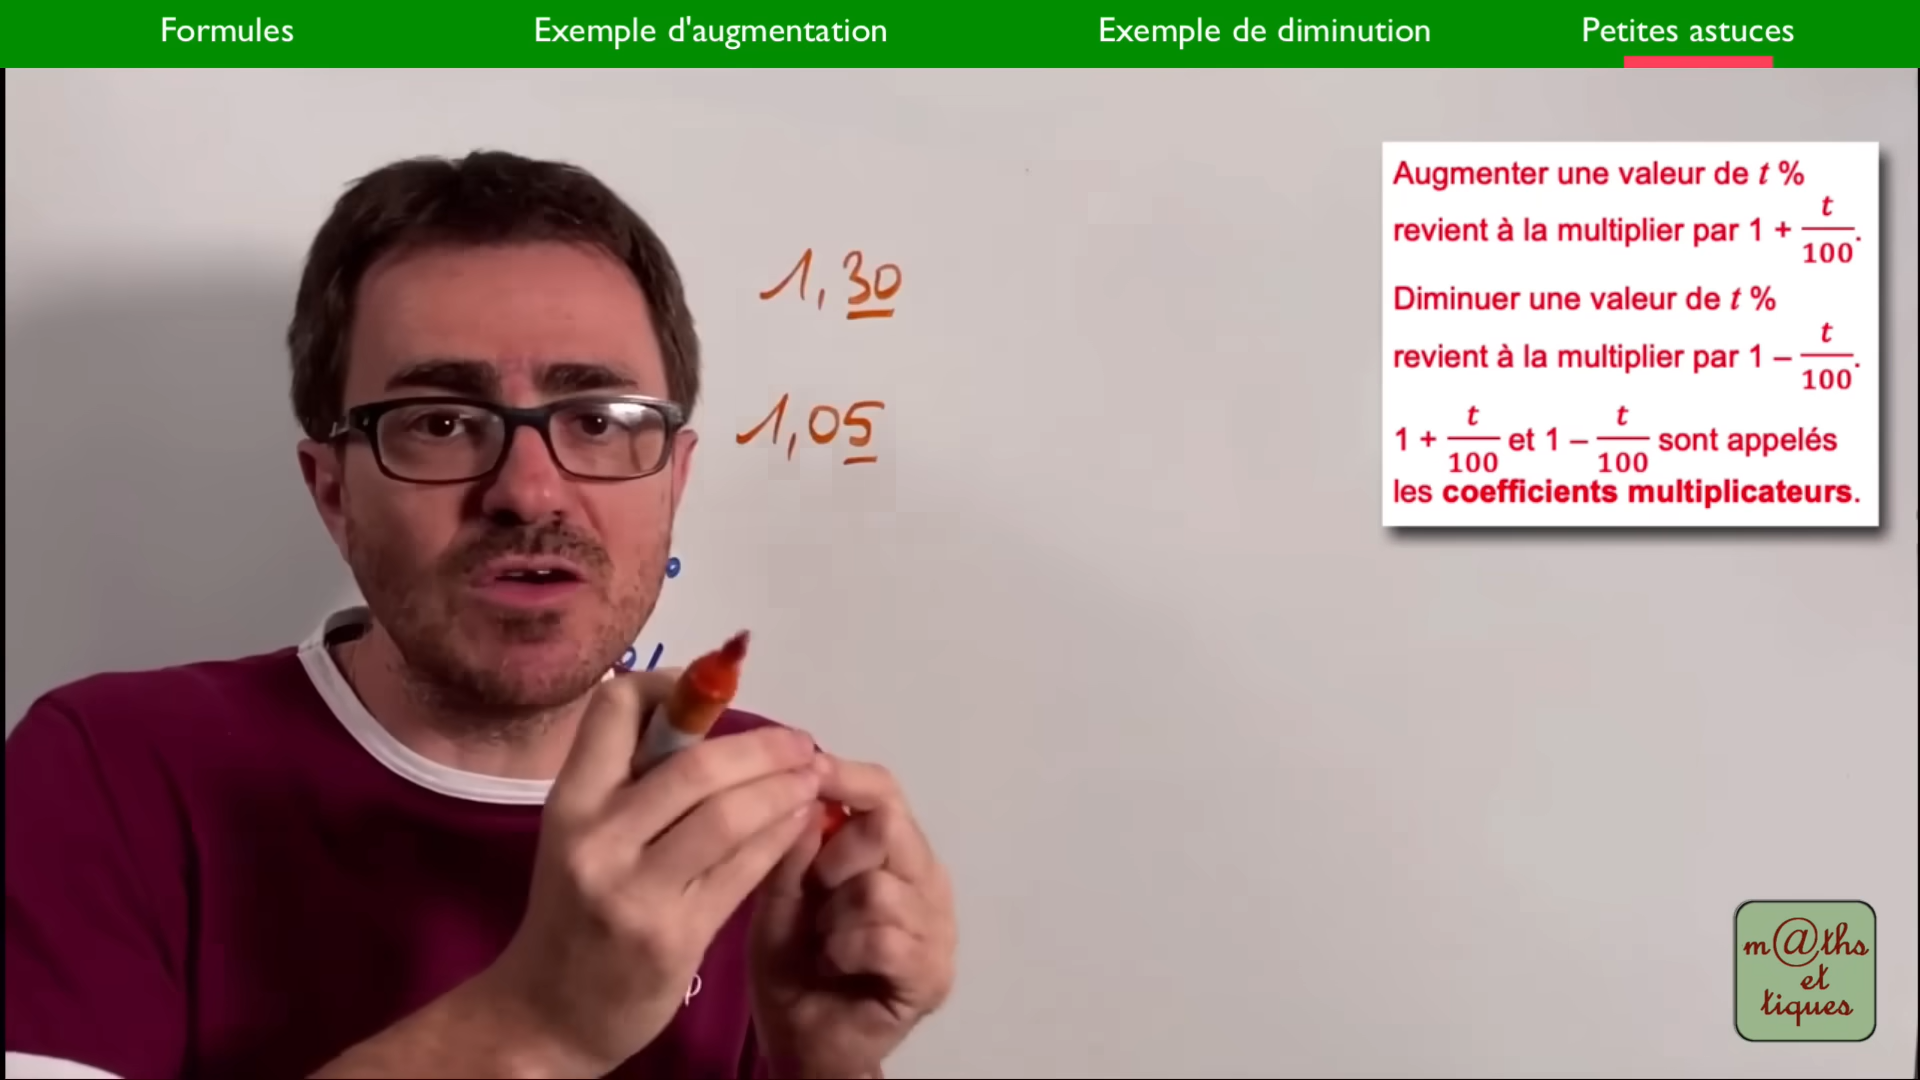 Formules
Exemple d'augmentation
Exemple de diminution
Petites astuces
1,30
1,05
Augmenter une valeur de t %
revient à la multiplier par 1 + t/100.
Diminuer une valeur de t %
revient à la multiplier par 1 – t/100.
1 + t/100 et 1 – t/100 sont appelés
les coefficients multiplicateurs.
m@ths
et
tiques